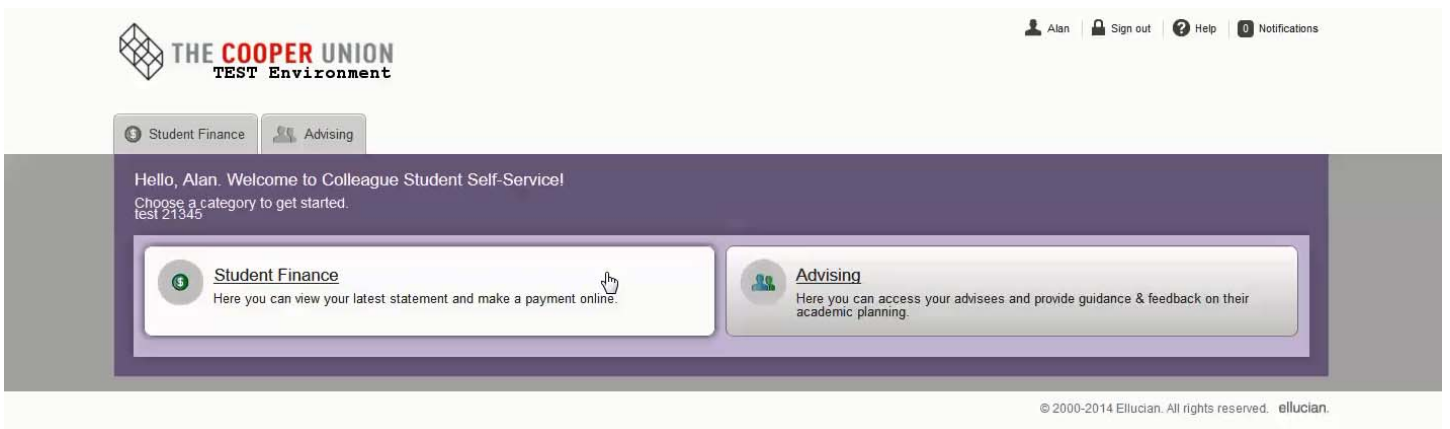 THE COOPER UNION
TEST Environment
Alan
Sign out
? Help
0 Notifications
Student Finance
Advising
Hello, Alan. Welcome to Colleague Student Self-Service!
Choose a category to get started.
test 21345
Student Finance
Here you can view your latest statement and make a payment online.
Advising
Here you can access your advisees and provide guidance & feedback on their
academic planning.
© 2000-2014 Ellucian. All rights reserved. ellucian.